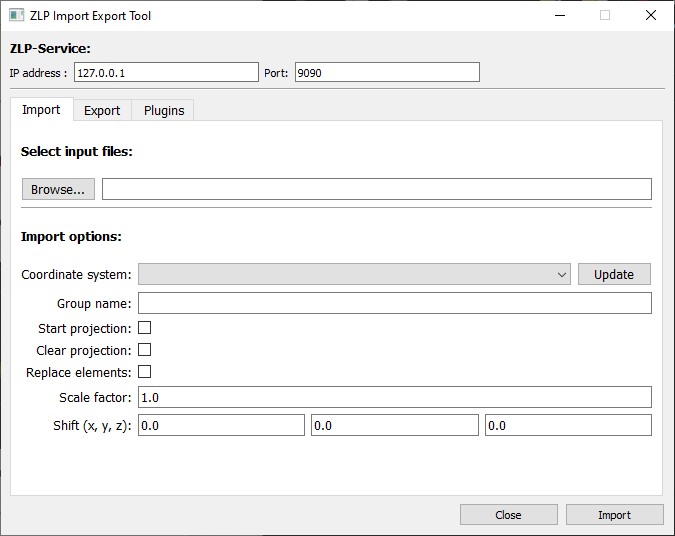 ZLP Import Export Tool
ZLP-Service:
IP address : 127.0.0.1 Port: 9090
Import Export Plugins
Select input files:
Browse...
Import options:
Coordinate system: Update
Group name:
Start projection:
Clear projection:
Replace elements:
Scale factor: 1.0
Shift (x, y, z): 0.0 0.0 0.0
Close Import